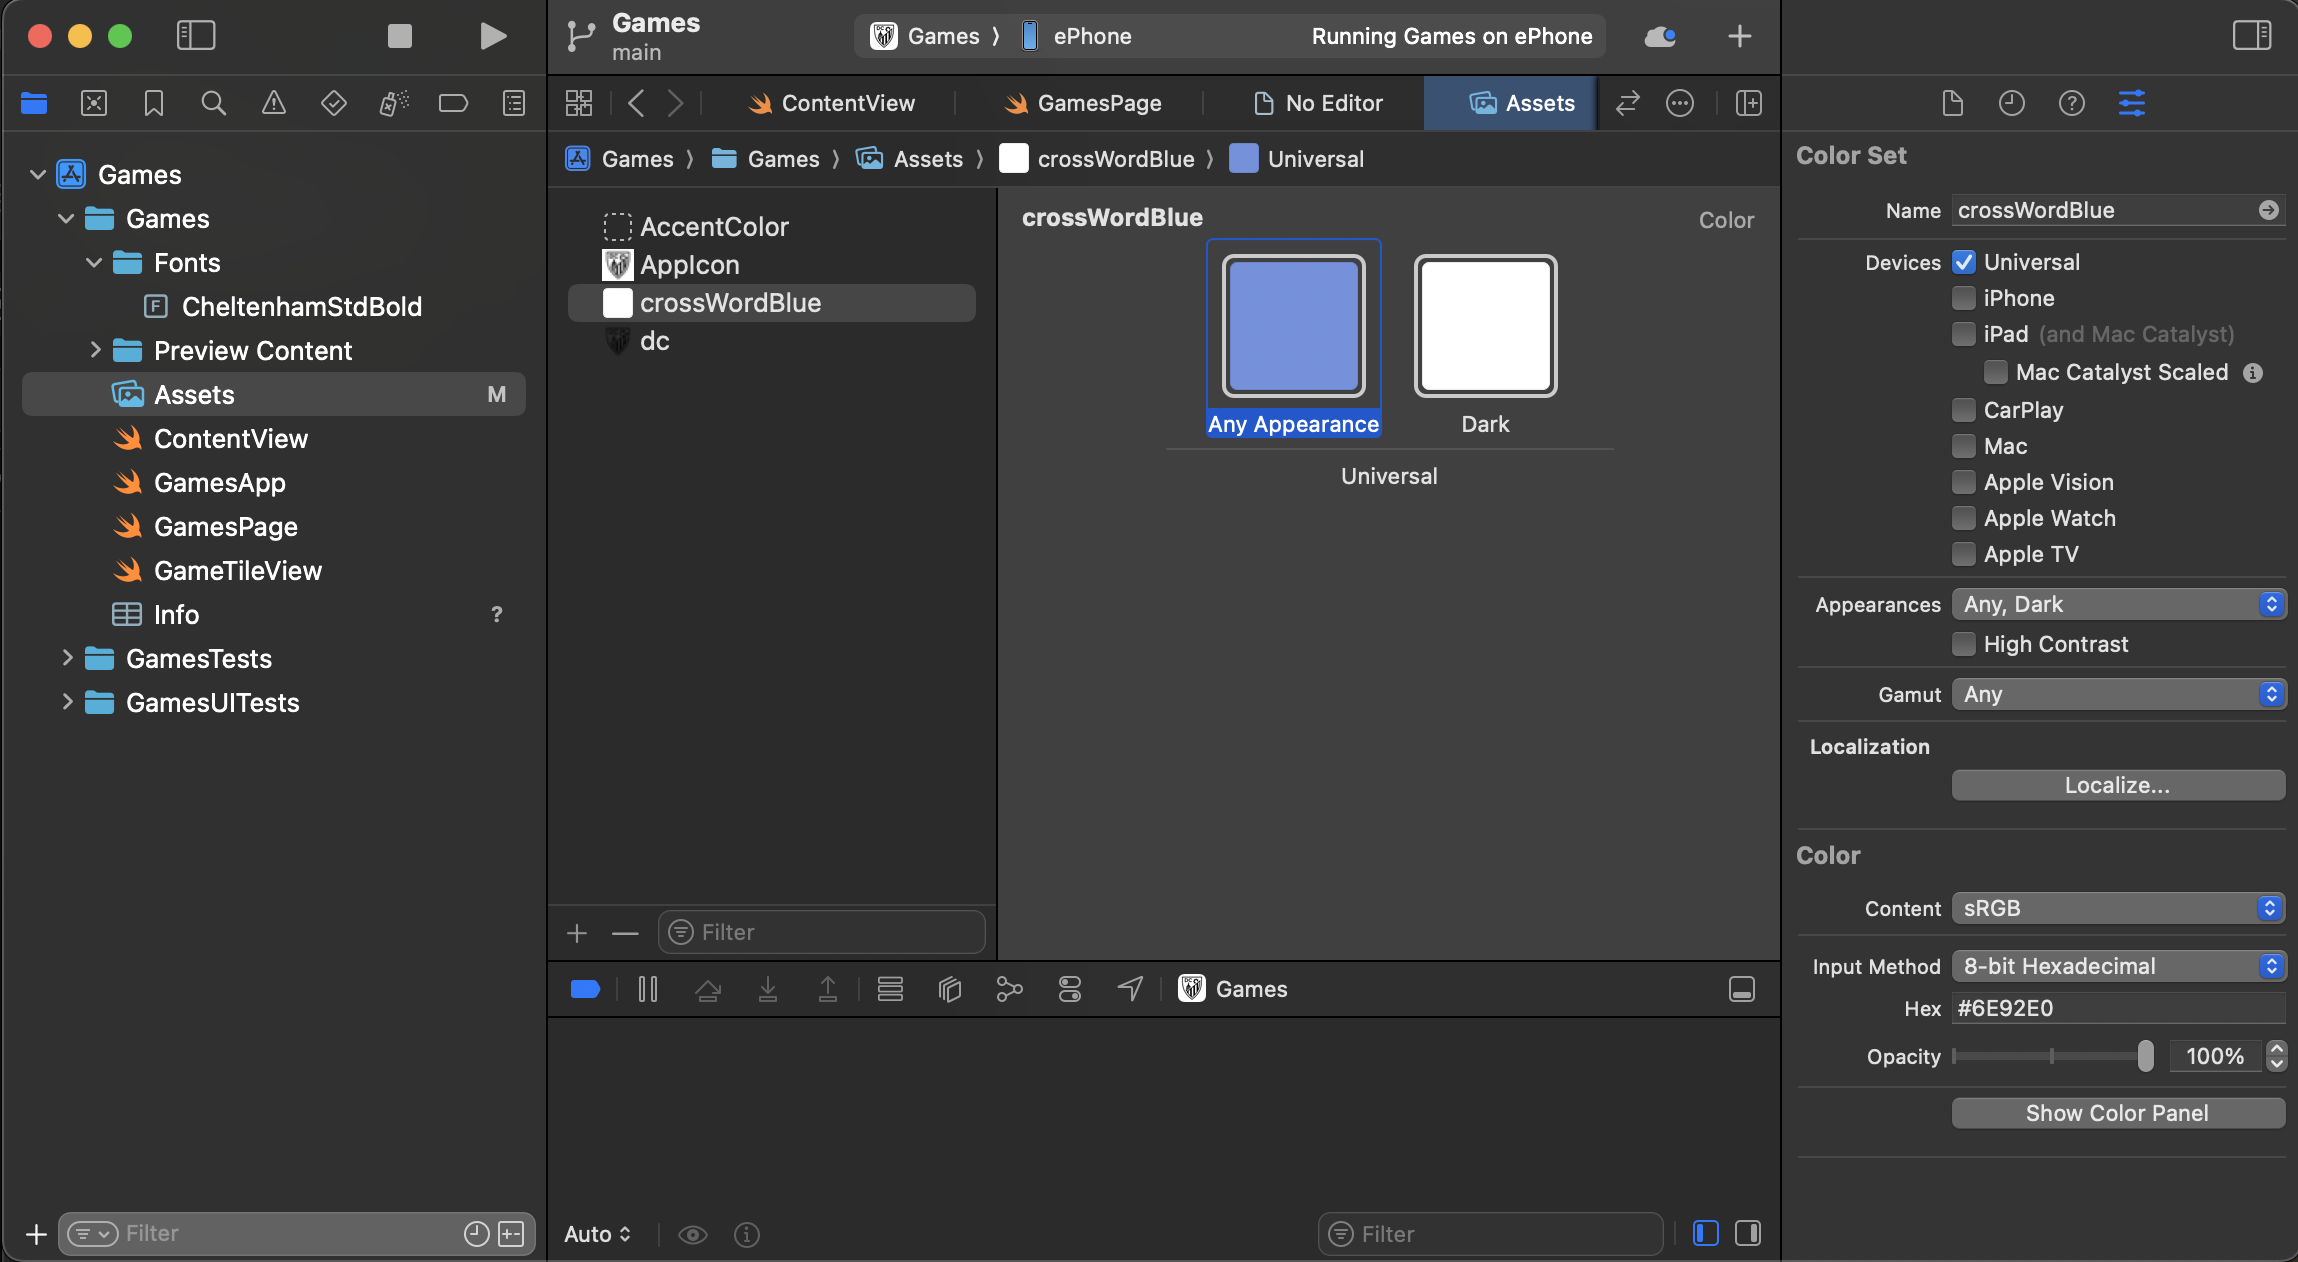 Games
main
Games
ePhone
Running Games on ePhone
ContentView
GamesPage
No Editor
Assets
Games
Games
Assets
crossWordBlue
Universal
Games
Games
Fonts
F
CheltenhamStdBold
Preview Content
Assets
M
ContentView
GamesApp
GamesPage
GameTileView
Info
?
GamesTests
GamesUITests
Filter
AccentColor
AppIcon
crossWordBlue
dc
Filter
crossWordBlue
Color
Any Appearance
Dark
Universal
Games
Auto
Filter
Color Set
Name crossWordBlue
Devices Universal
iPhone
iPad (and Mac Catalyst)
Mac Catalyst Scaled
CarPlay
Mac
Apple Vision
Apple Watch
Apple TV
Appearances Any, Dark
High Contrast
Gamut Any
Localization
Localize...
Color
Content sRGB
Input Method 8-bit Hexadecimal
Hex #6E92E0
Opacity 100%
Show Color Panel